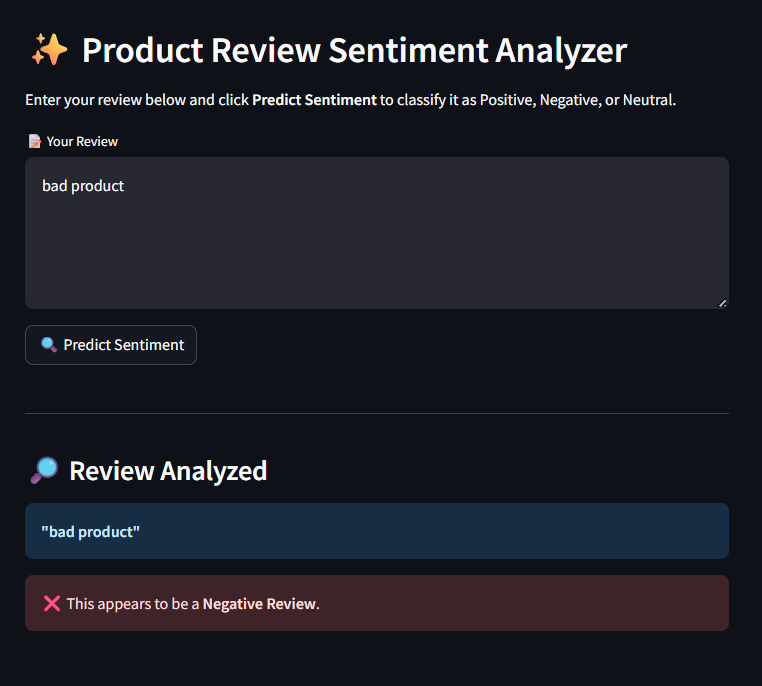 ✨ Product Review Sentiment Analyzer
Enter your review below and click Predict Sentiment to classify it as Positive, Negative, or Neutral.
📝 Your Review
bad product
🔍 Predict Sentiment
🔎 Review Analyzed
"bad product"
❌ This appears to be a Negative Review.